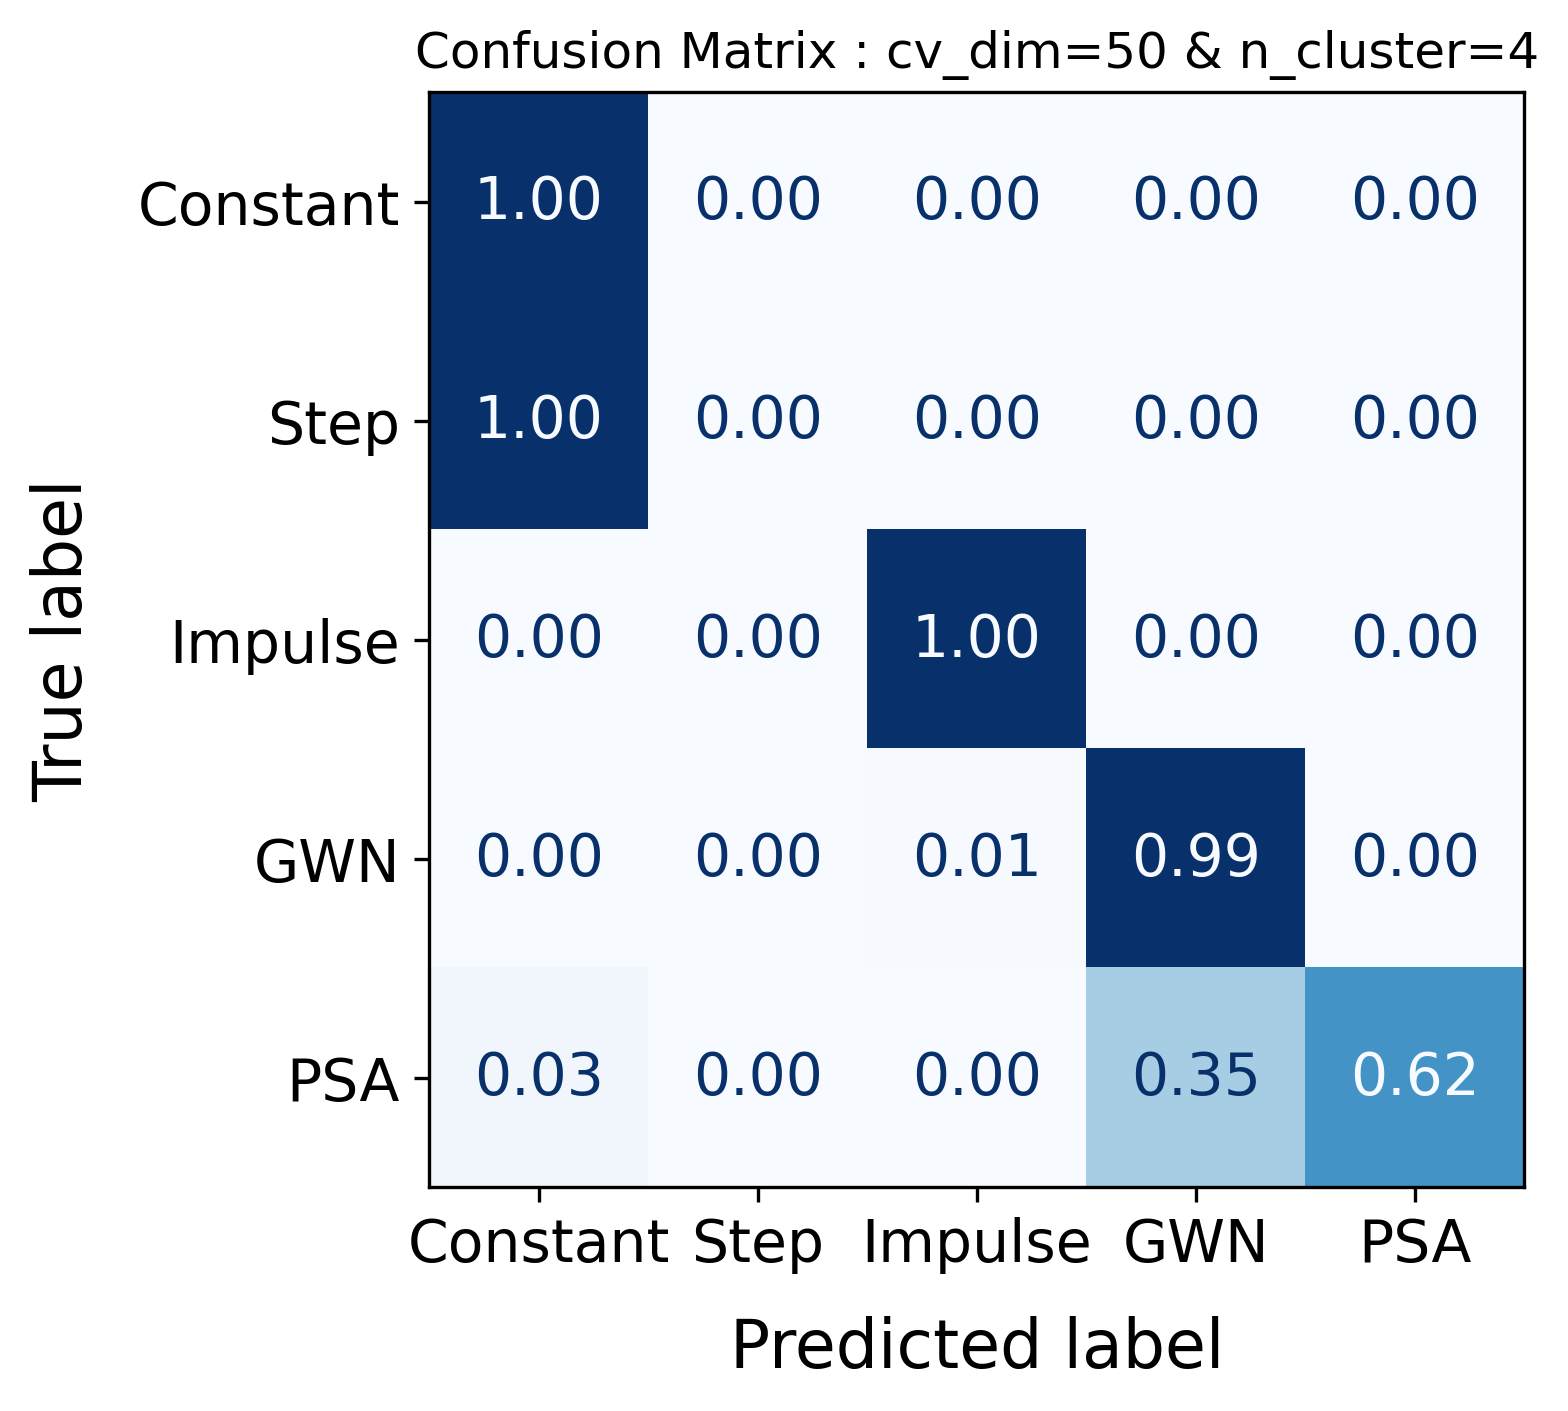 Confusion Matrix : cv_dim=50 & n_cluster=4
True label
Constant 1.00 0.00 0.00 0.00 0.00
Step 1.00 0.00 0.00 0.00 0.00
Impulse 0.00 0.00 1.00 0.00 0.00
GWN 0.00 0.00 0.01 0.99 0.00
PSA 0.03 0.00 0.00 0.35 0.62
Constant Step Impulse GWN PSA
Predicted label